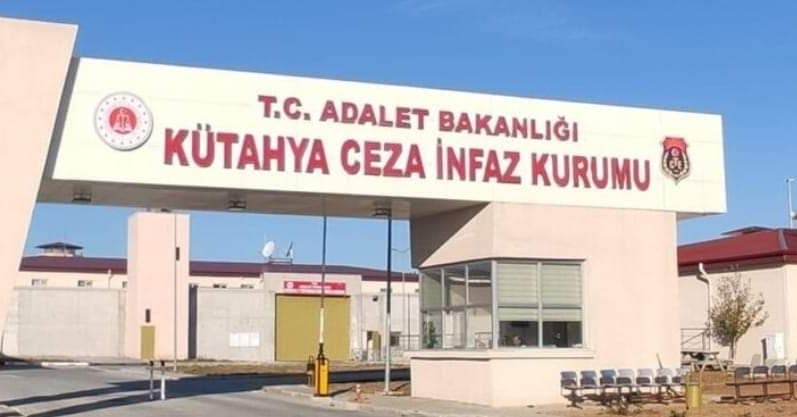 T.C. ADALET BAKANLIĞI
KÜTAHYA CEZA İNFAZ KURUMU